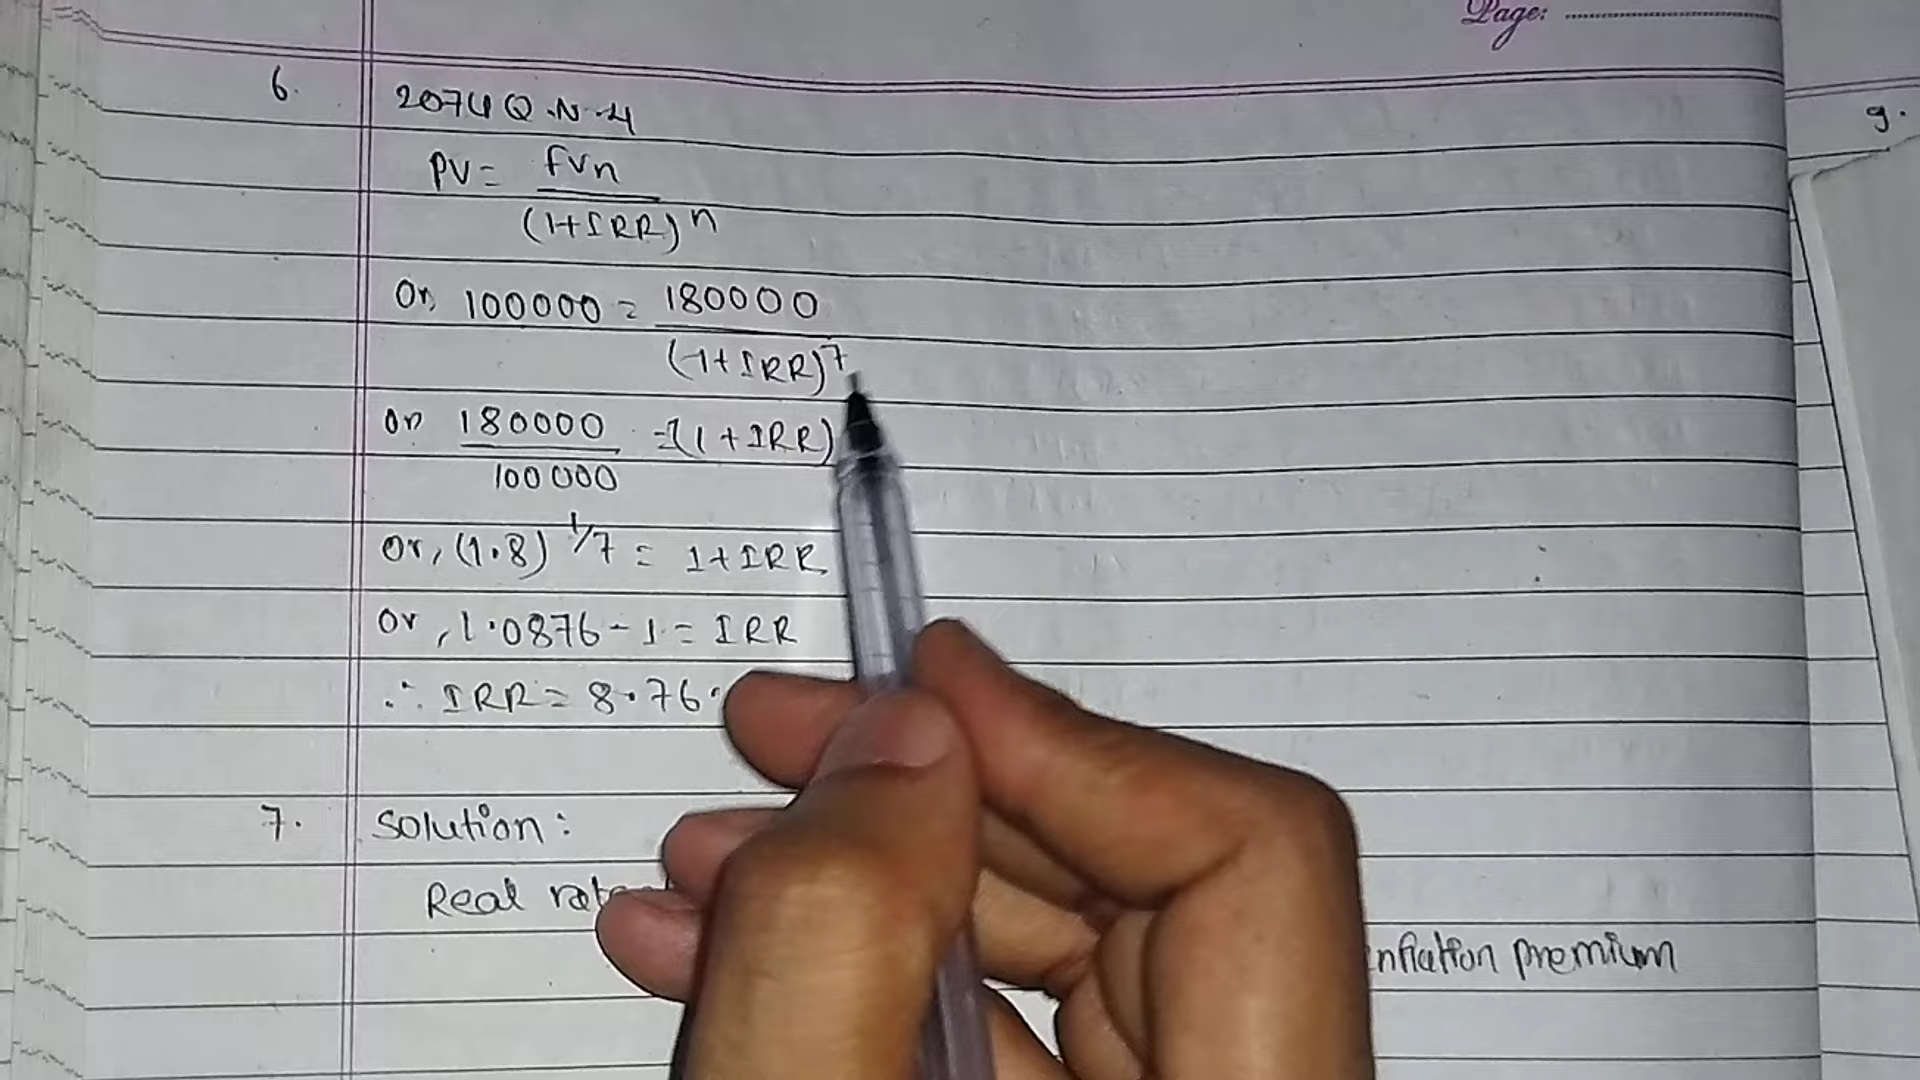 Page:
6. 2074 Q.N.4
PV = FVn
(1+IRR)n
Or, 100000 = 180000
(1+IRR)7
or 180000 = (1+IRR)
100000
Or, (1.8) 1/7 = 1+IRR
Or, 1.0876 - 1 = IRR
∴ IRR = 8.76
7. Solution:
Real rate
inflation premium
9.